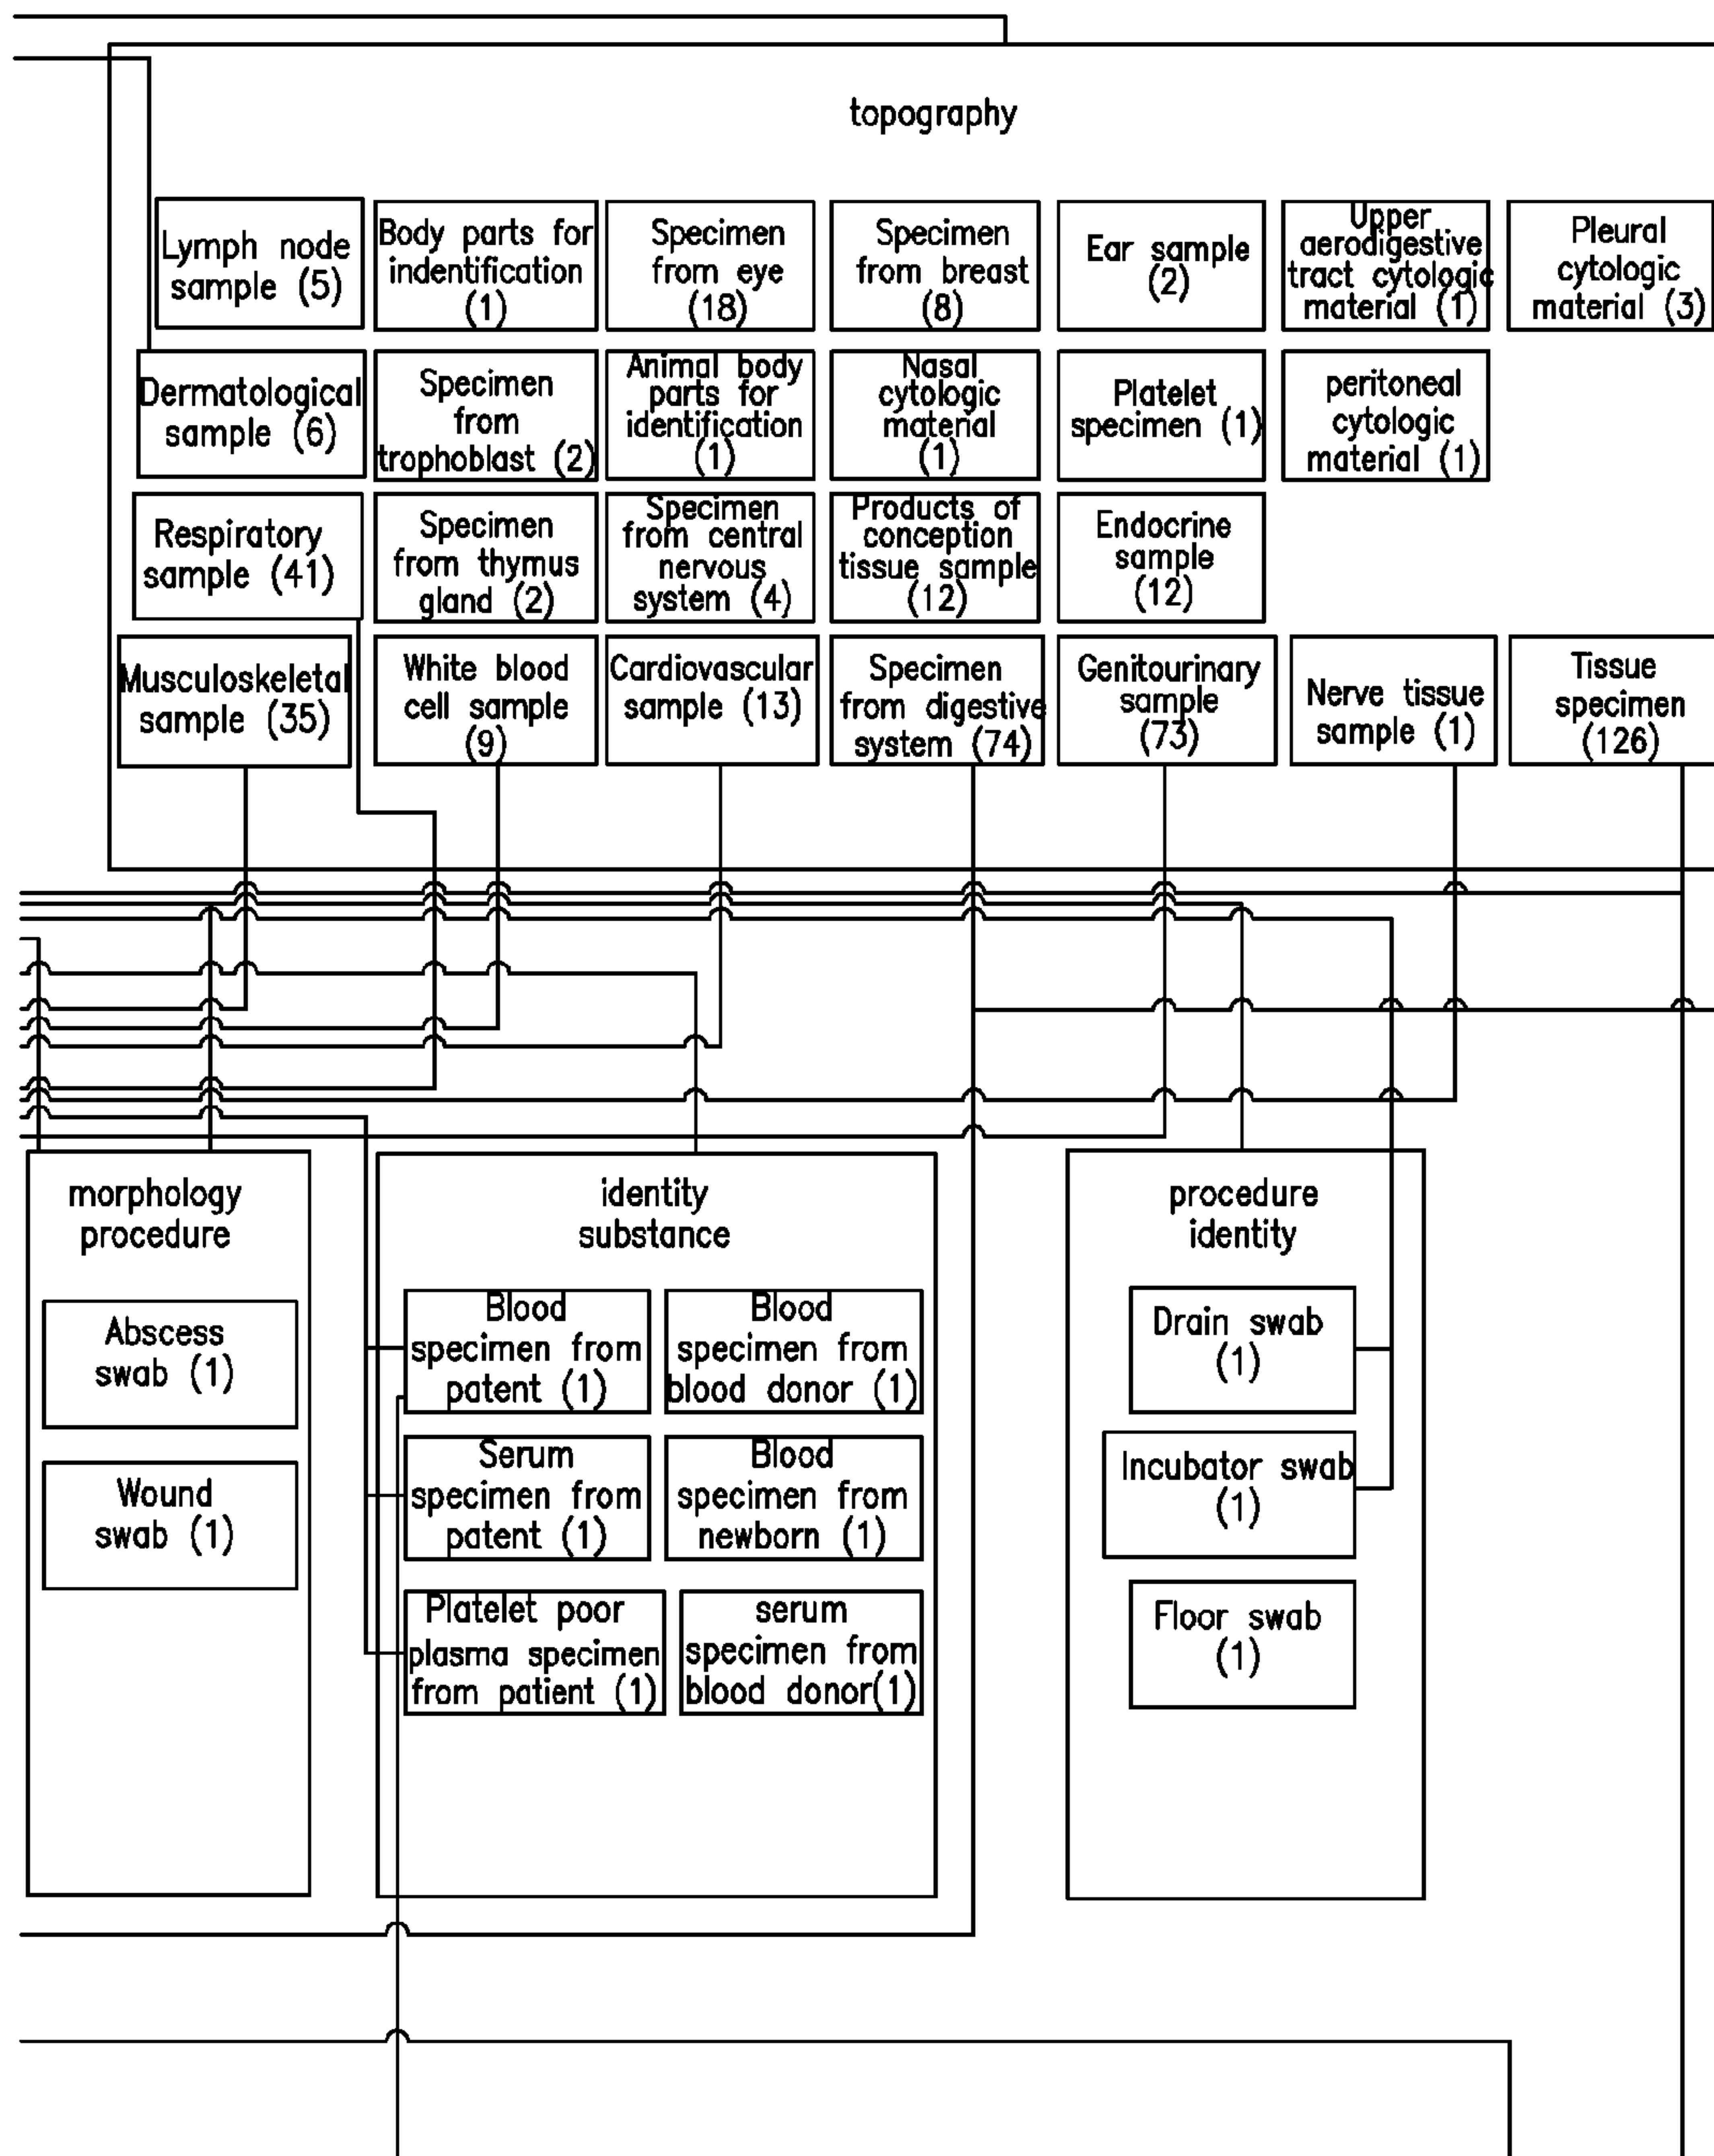 topography
Lymph node
sample (5)
Body parts for
indentification
(1)
Specimen
from eye
(18)
Specimen
from breast
(8)
Ear sample
(2)
Upper
aerodigestive
tract cytologic
material (1)
Pleural
cytologic
material (3)
Dermatological
sample (6)
Specimen
from
trophoblast (2)
Animal body
parts for
identification
(1)
Nasal
cytologic
material
(1)
Platelet
specimen (1)
peritoneal
cytologic
material (1)
Respiratory
sample (41)
Specimen
from thymus
gland (2)
Specimen
from central
nervous
system (4)
Products of
conception
tissue sample
(12)
Endocrine
sample
(12)
Musculoskeletal
sample (35)
White blood
cell sample
(9)
Cardiovascular
sample (13)
Specimen
from digestive
system (74)
Genitourinary
sample
(73)
Nerve tissue
sample (1)
Tissue
specimen
(126)
morphology
procedure
Abscess
swab (1)
Wound
swab (1)
identity
substance
Blood
specimen from
patent (1)
Blood
specimen from
blood donor (1)
Serum
specimen from
patent (1)
Blood
specimen from
newborn (1)
Platelet poor
plasma specimen
from patient (1)
serum
specimen from
blood donor(1)
procedure
identity
Drain swab
(1)
Incubator swab
(1)
Floor swab
(1)